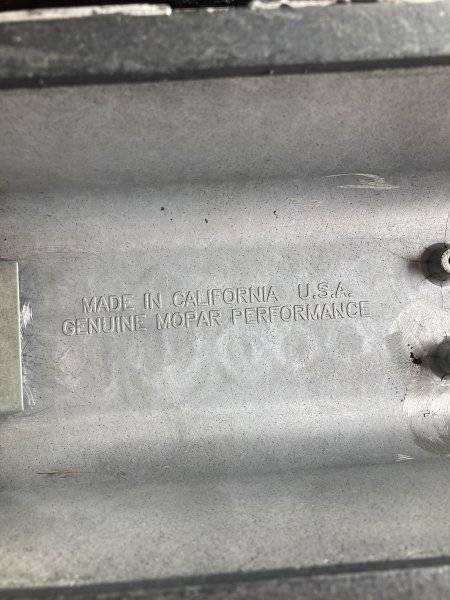 MADE IN CALIFORNIA U.S.A.
GENUINE MOPAR PERFORMANCE